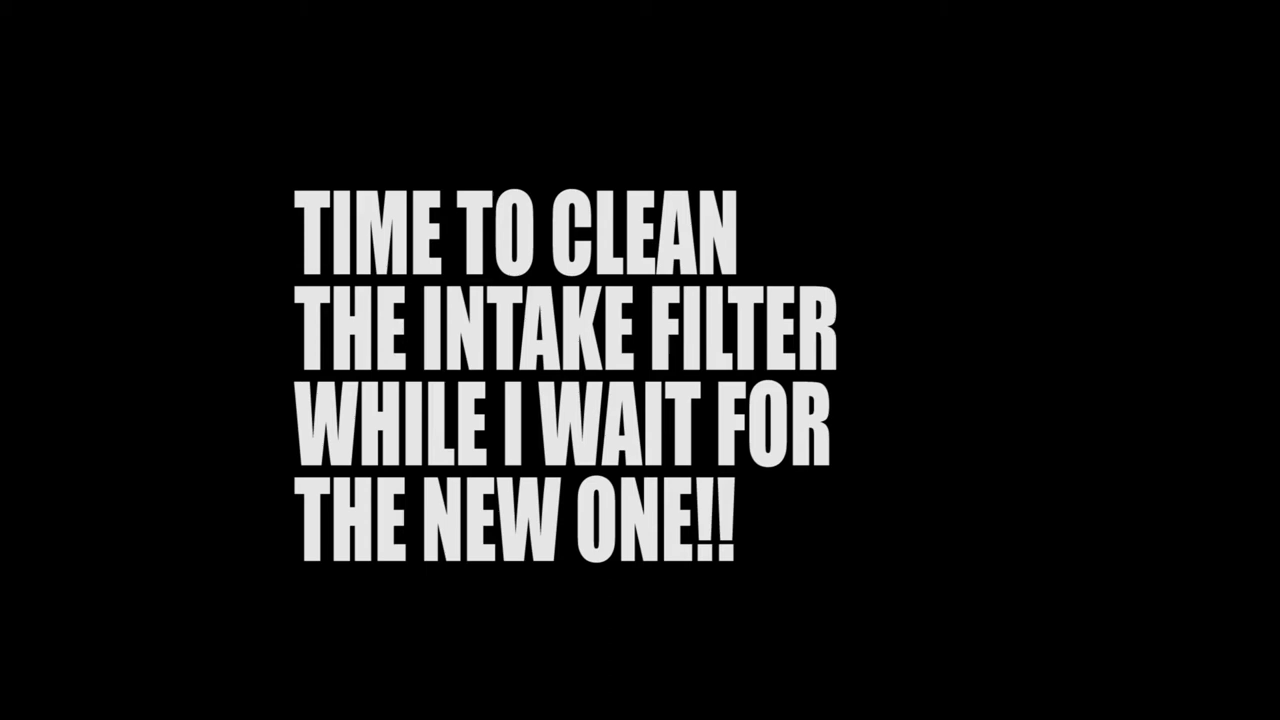 TIME TO CLEAN
THE INTAKE FILTER
WHILE I WAIT FOR
THE NEW ONE!!